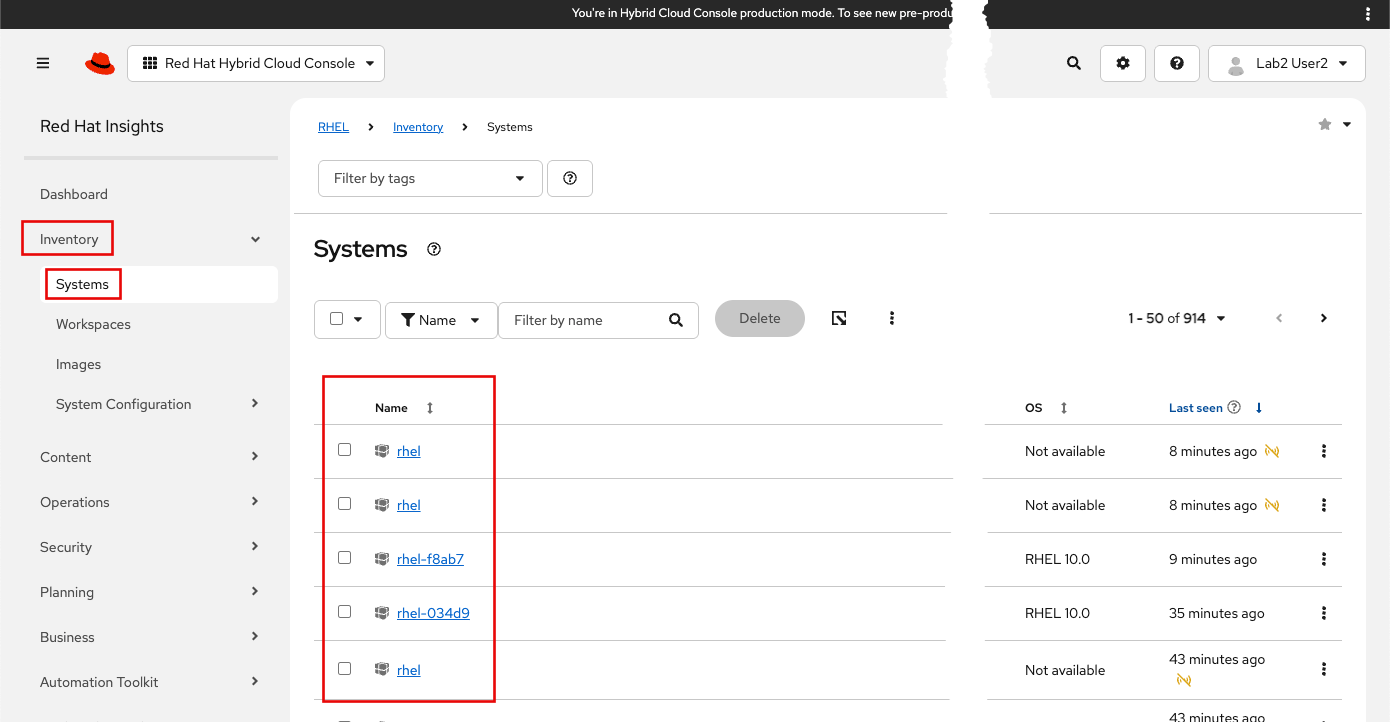 You're in Hybrid Cloud Console production mode. To see new pre-produ
Red Hat Hybrid Cloud Console
Lab2 User2
Red Hat Insights
Dashboard
Inventory
Systems
Workspaces
Images
System Configuration
Content
Operations
Security
Planning
Business
Automation Toolkit
RHEL > Inventory > Systems
Filter by tags
Systems
Name Filter by name Delete 1 - 50 of 914
Name OS Last seen
rhel Not available 8 minutes ago
rhel Not available 8 minutes ago
rhel-f8ab7 RHEL 10.0 9 minutes ago
rhel-034d9 RHEL 10.0 35 minutes ago
rhel Not available 43 minutes ago
43 minutes ago